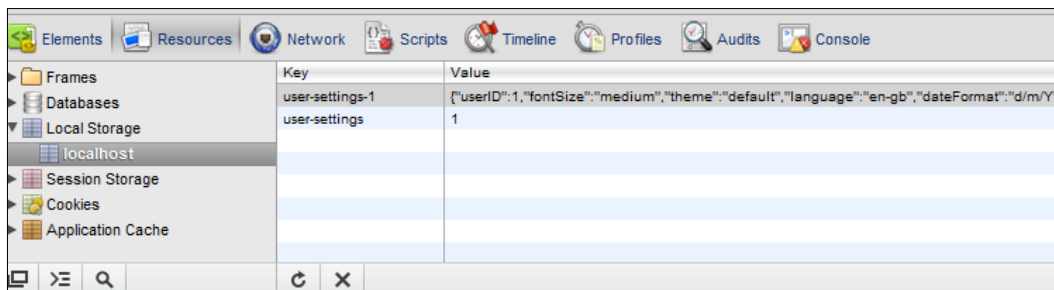 Elements Resources Network Scripts Timeline Profiles Audits Console
Frames
Databases
Local Storage
localhost
Session Storage
Cookies
Application Cache
Key Value
user-settings-1 {"userID":1,"fontSize":"medium","theme":"default","language":"en-gb","dateFormat":"d/m/Y
user-settings 1